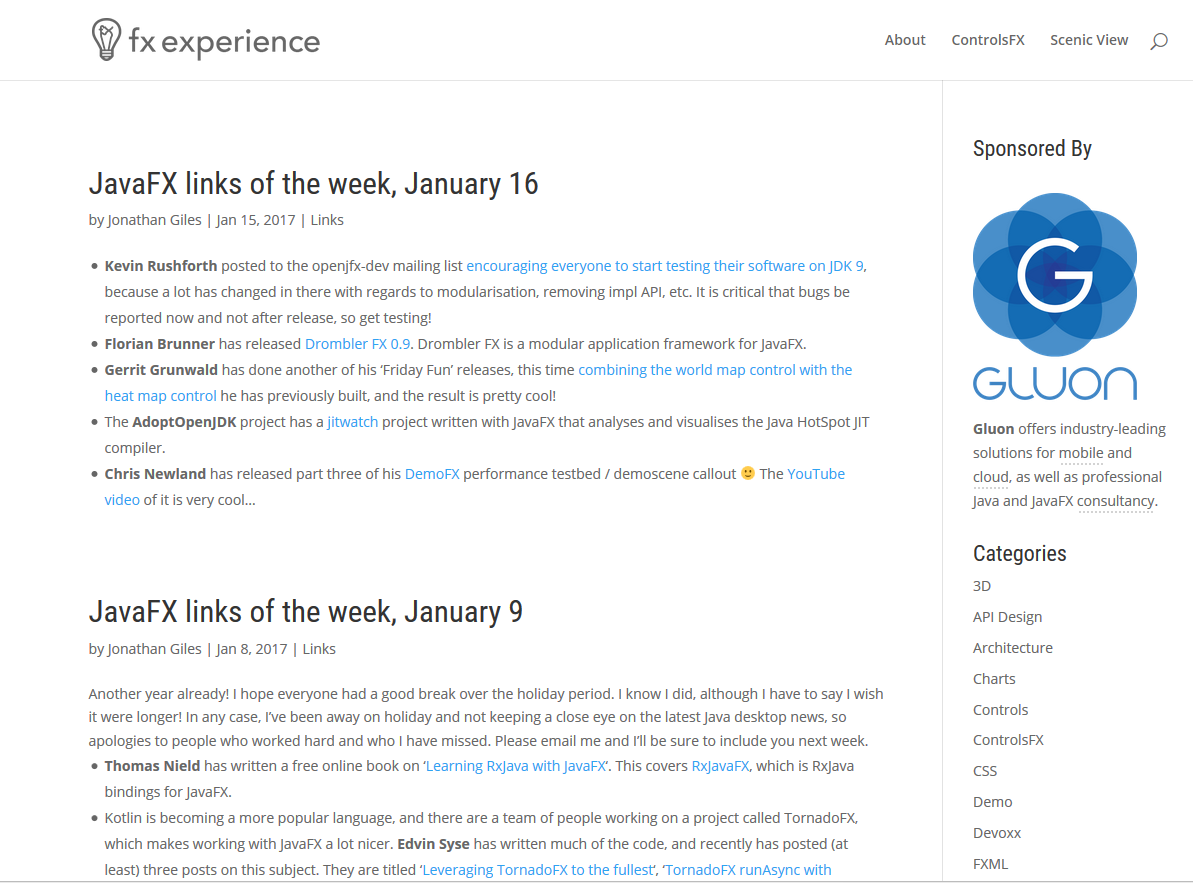 fx experience
About ControlsFX Scenic View
JavaFX links of the week, January 16
by Jonathan Giles | Jan 15, 2017 | Links
• Kevin Rushforth posted to the openjfx-dev mailing list encouraging everyone to start testing their software on JDK 9,
because a lot has changed in there with regards to modularisation, removing impl API, etc. It is critical that bugs be
reported now and not after release, so get testing!
• Florian Brunner has released Drombler FX 0.9. Drombler FX is a modular application framework for JavaFX.
• Gerrit Grunwald has done another of his ‘Friday Fun’ releases, this time combining the world map control with the
heat map control he has previously built, and the result is pretty cool!
• The AdoptOpenJDK project has a jitwatch project written with JavaFX that analyses and visualises the Java HotSpot JIT
compiler.
• Chris Newland has released part three of his DemoFX performance testbed / demoscene callout 🙂 The YouTube
video of it is very cool…
JavaFX links of the week, January 9
by Jonathan Giles | Jan 8, 2017 | Links
Another year already! I hope everyone had a good break over the holiday period. I know I did, although I have to say I wish
it were longer! In any case, I’ve been away on holiday and not keeping a close eye on the latest Java desktop news, so
apologies to people who worked hard and who I have missed. Please email me and I’ll be sure to include you next week.
• Thomas Nield has written a free online book on ‘Learning RxJava with JavaFX‘. This covers RxJavaFX, which is RxJava
bindings for JavaFX.
• Kotlin is becoming a more popular language, and there are a team of people working on a project called TornadoFX,
which makes working with JavaFX a lot nicer. Edvin Syse has written much of the code, and recently has posted (at
least) three posts on this subject. They are titled ‘Leveraging TornadoFX to the fullest‘, ‘TornadoFX runAsync with
Sponsored By
G
GLUON
Gluon offers industry-leading
solutions for mobile and
cloud, as well as professional
Java and JavaFX consultancy.
Categories
3D
API Design
Architecture
Charts
Controls
ControlsFX
CSS
Demo
Devoxx
FXML